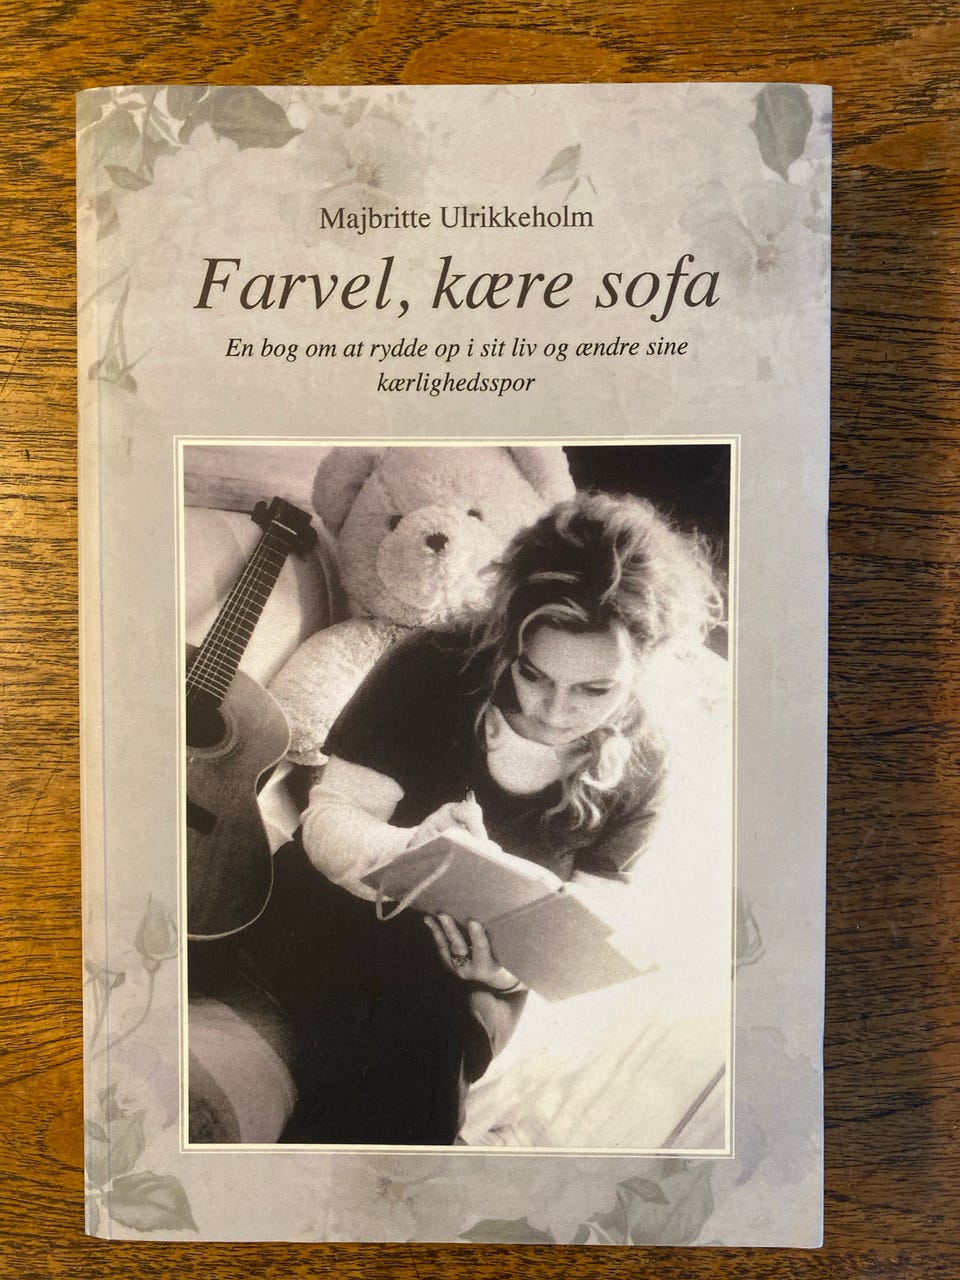 Majbritte Ulrikkeholm
Farvel, kære sofa
En bog om at rydde op i sit liv og ændre sine
kærlighedsspor